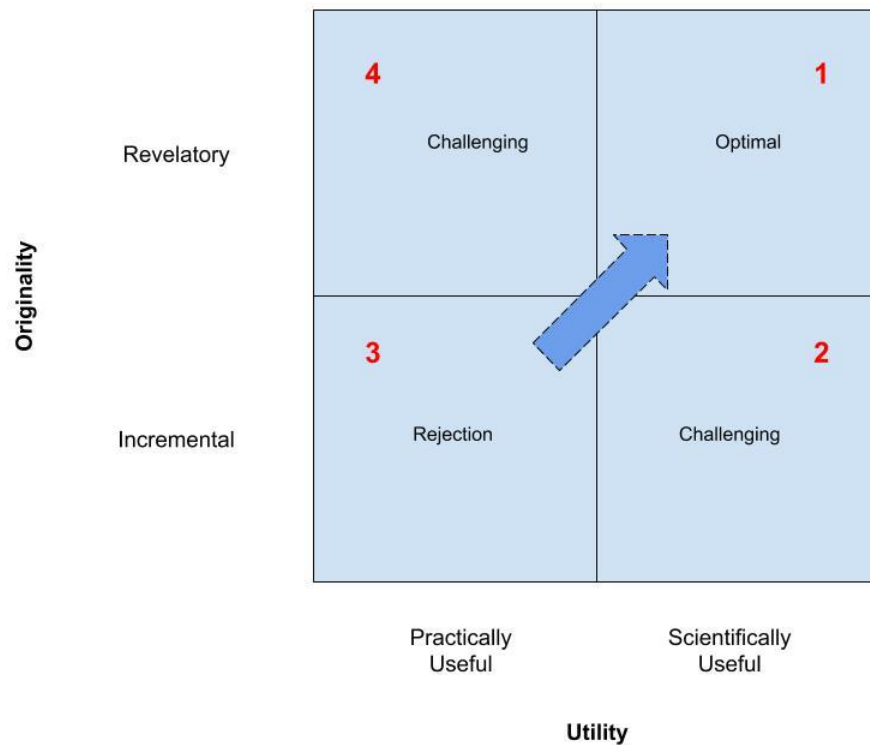 4
1
Challenging
Optimal
Revelatory
Originality
3
2
Rejection
Challenging
Incremental
Practically
Useful
Scientifically
Useful
Utility